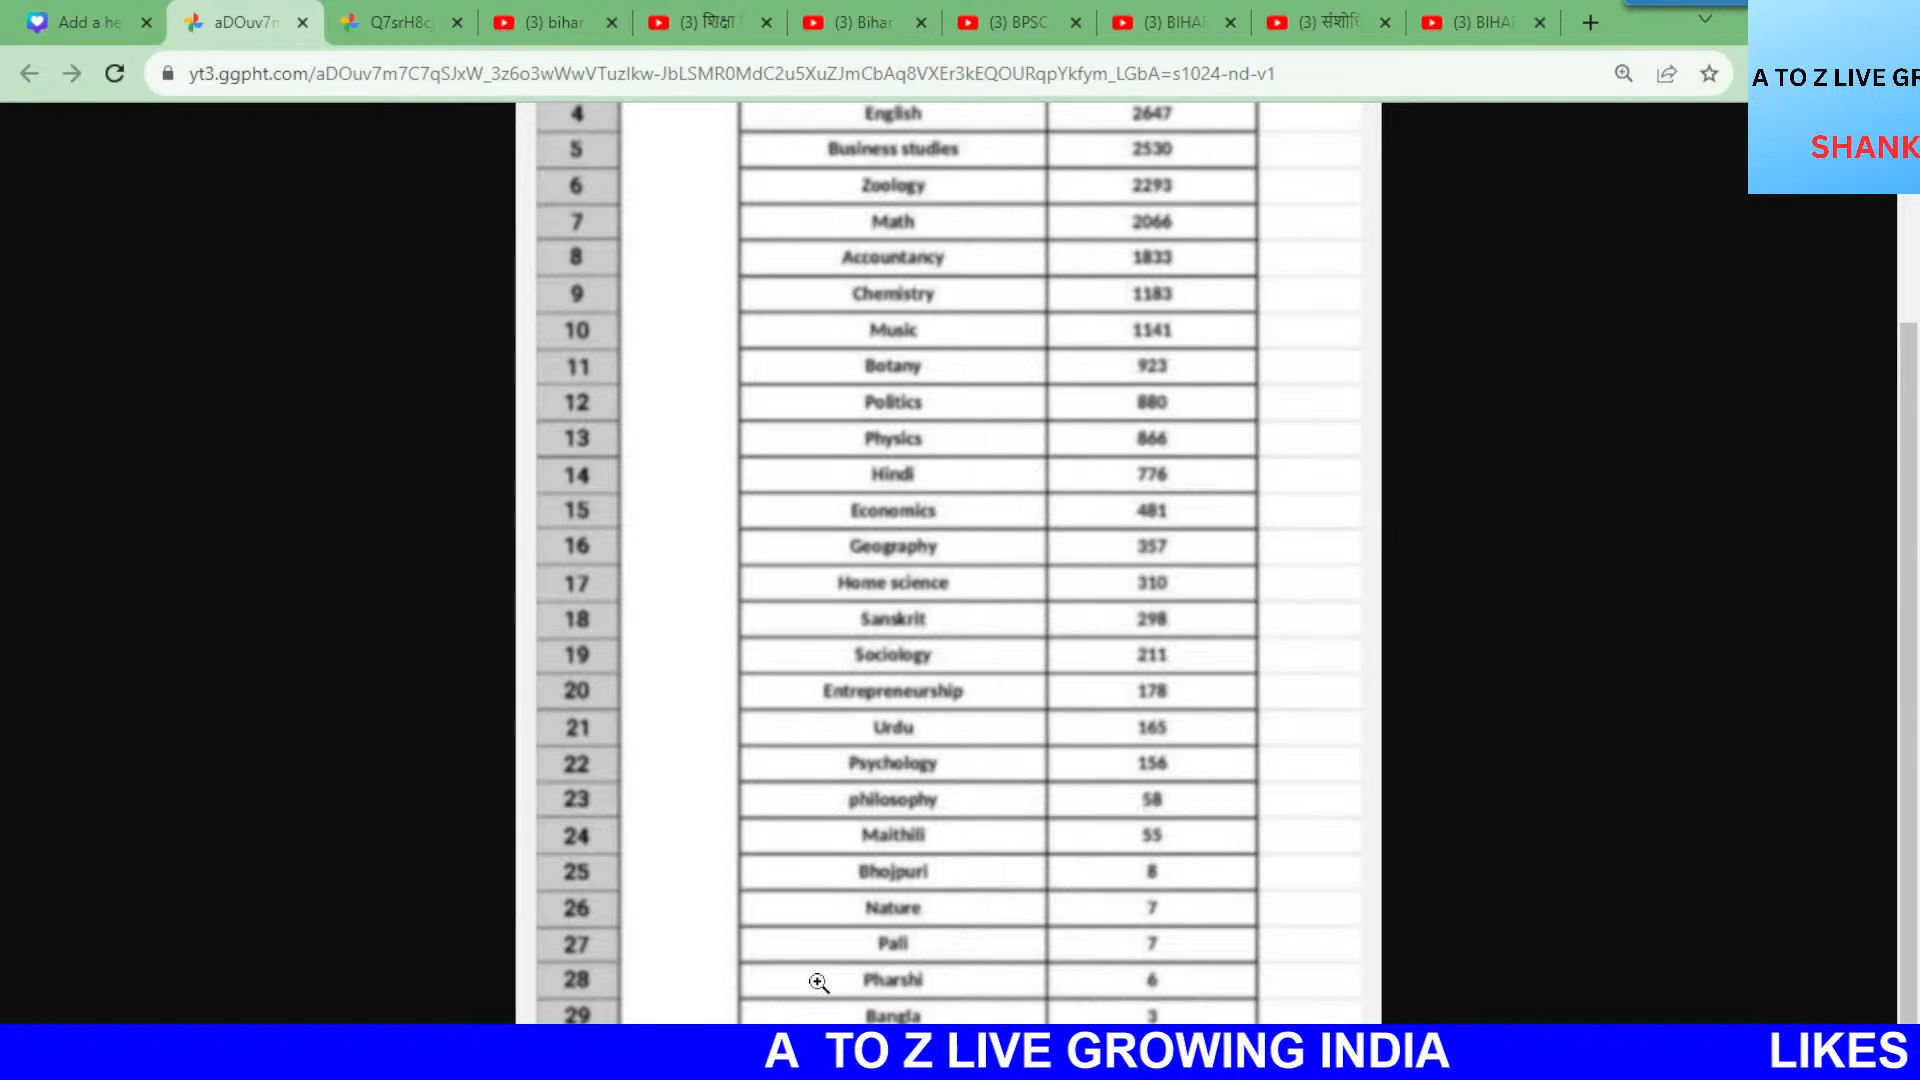 Add a he
aDOuv7m
Q7srH8c
(3) bihar
(3) शिक्षा
(3) Bihar
(3) BPSC
(3) BIHAR
(3) संशोधि
(3) BIHAR
yt3.ggpht.com/aDOuv7m7C7qSJxW_3z6o3wWwVTuzIkw-JbLSMR0MdC2u5XuZJmCbAq8VXEr3kEQOURqpYkfym_LGbA=s1024-nd-v1
A TO Z LIVE GR
SHANK
4 English 2647
5 Business studies 2530
6 Zoology 2293
7 Math 2066
8 Accountancy 1833
9 Chemistry 1183
10 Music 1141
11 Botany 923
12 Politics 880
13 Physics 866
14 Hindi 776
15 Economics 481
16 Geography 357
17 Home science 310
18 Sanskrit 298
19 Sociology 211
20 Entrepreneurship 178
21 Urdu 165
22 Psychology 156
23 philosophy 58
24 Maithili 55
25 Bhojpuri 8
26 Nature 7
27 Pali 7
28 Pharshi 6
29 Bangla 3
A TO Z LIVE GROWING INDIA LIKES